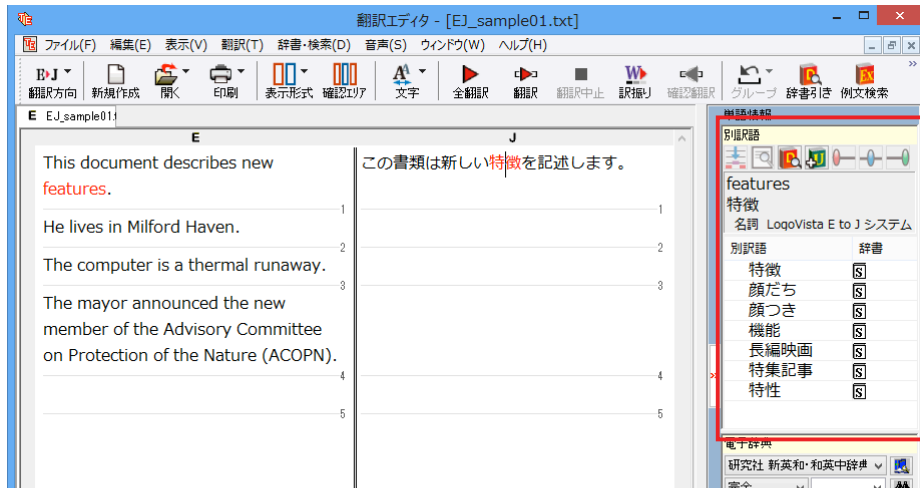 翻訳エディタ - [EJ_sample01.txt]
ファイル(F) 編集(E) 表示(V) 翻訳(T) 辞書・検索(D) 音声(S) ウィンドウ(W) ヘルプ(H)
E›J
翻訳方向 新規作成 開く 印刷 表示形式 確認エリア 文字 全翻訳 翻訳 翻訳中止 訳振り 確認翻訳 グループ 辞書引き 例文検索
E EJ_sample01.
E J
This document describes new
features.
この書類は新しい特徴を記述します。
1 1
He lives in Milford Haven.
2 2
The computer is a thermal runaway.
3 3
The mayor announced the new
member of the Advisory Committee
on Protection of the Nature (ACOPN).
4 4
5 5
単語情報
別訳語
features
特徴
名詞 LogoVista E to J システム
別訳語 辞書
特徴 S
顔だち S
顔つき S
機能 S
長編映画 S
特集記事 S
特性 S
電子辞典
研究社 新英和・和英中辞典
完全